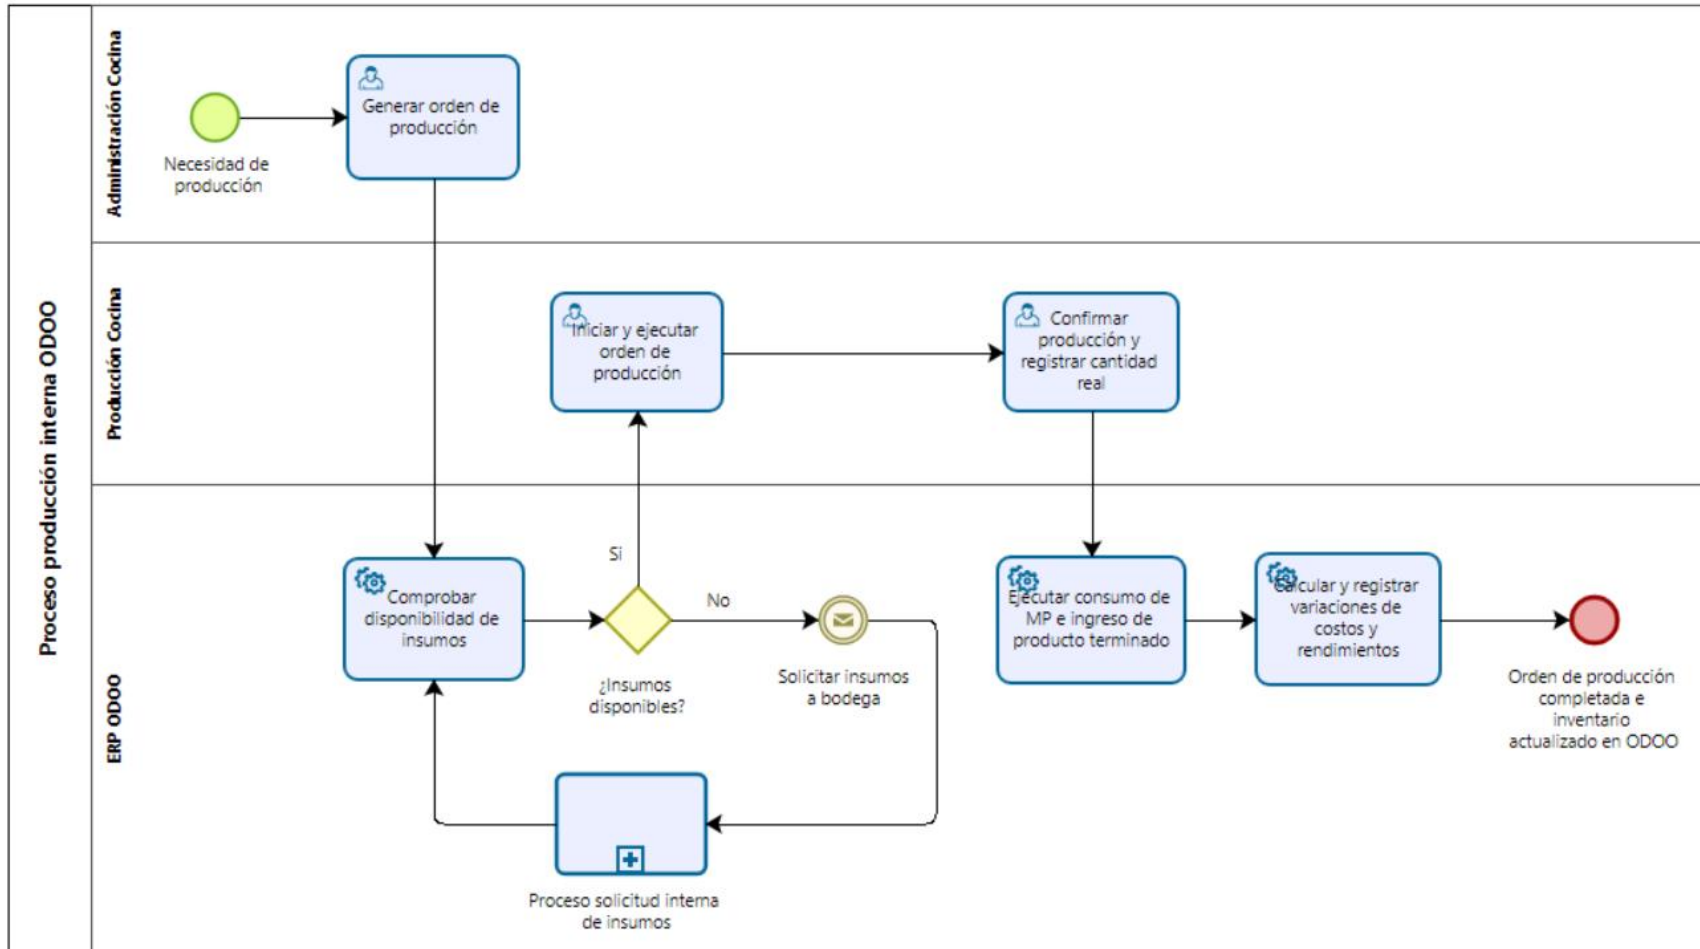 Proceso producción interna ODOO
Administración Cocina
Necesidad de
producción
Generar orden de
producción
Producción Cocina
Iniciar y ejecutar
orden de
producción
Confirmar
producción y
registrar cantidad
real
ERP ODOO
Comprobar
disponibilidad de
insumos
Si
No
¿Insumos
disponibles?
Solicitar insumos
a bodega
Proceso solicitud interna
de insumos
Ejecutar consumo de
MP e ingreso de
producto terminado
Calcular y registrar
variaciones de
costos y
rendimientos
Orden de producción
completada e
inventario
actualizado en ODOO